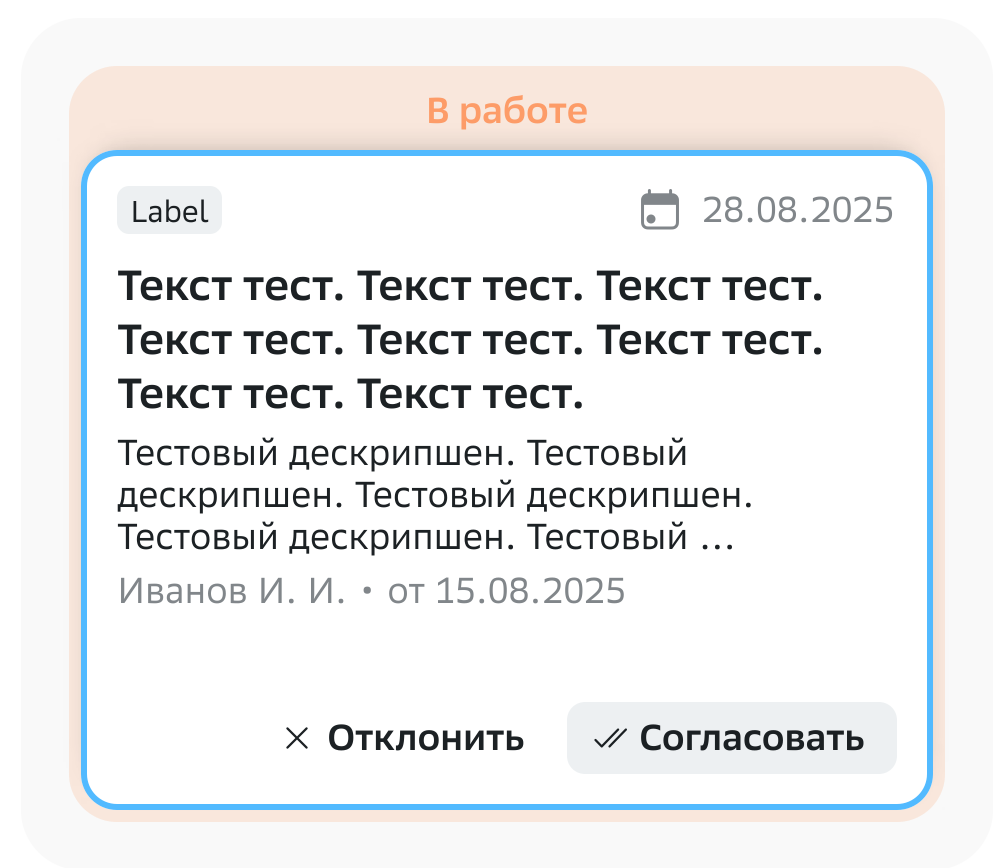 В работе
Label
28.08.2025
Текст тест. Текст тест. Текст тест.
Текст тест. Текст тест. Текст тест.
Текст тест. Текст тест.
Тестовый дескрипшен. Тестовый
дескрипшен. Тестовый дескрипшен.
Тестовый дескрипшен. Тестовый ...
Иванов И. И. • от 15.08.2025
Отклонить
Согласовать